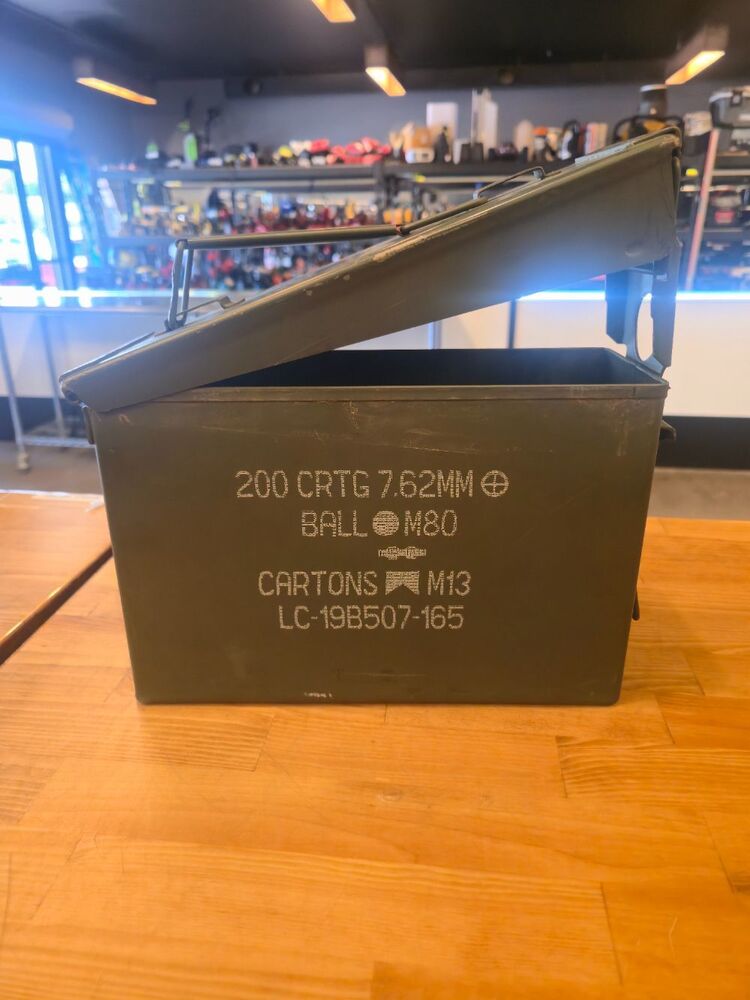 200 CRTG 7.62MM ⊕
BALL M80
CARTONS M13
LC-19B507-165